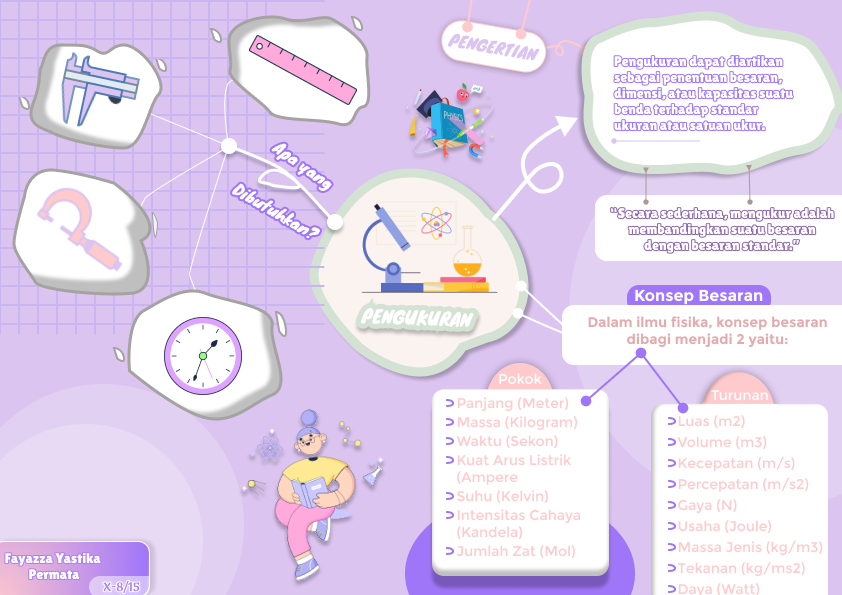 PENGERTIAN
Pengukuran dapat diartikan
sebagai penentuan besaran,
dimensi, atau kapasitas suatu
benda terhadap standar
ukuran atau satuan ukur.
"Secara sederhana, mengukur adalah
membandingkan suatu besaran
dengan besaran standar."
Apa yang
Dibutuhkan?
PENGUKURAN
Konsep Besaran
Dalam ilmu fisika, konsep besaran
dibagi menjadi 2 yaitu:
Pokok
Panjang (Meter)
Massa (Kilogram)
Waktu (Sekon)
Kuat Arus Listrik
(Ampere
Suhu (Kelvin)
Intensitas Cahaya
(Kandela)
Jumlah Zat (Mol)
Turunan
Luas (m2)
Volume (m3)
Kecepatan (m/s)
Percepatan (m/s2)
Gaya (N)
Usaha (Joule)
Massa Jenis (kg/m3)
Tekanan (kg/ms2)
Daya (Watt)
Fayazza Yastika
Permata
X-8/15